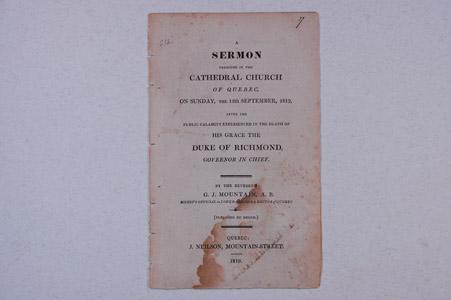 7
A
SERMON
PREACHED IN THE
CATHEDRAL CHURCH
OF QUEBEC,
ON SUNDAY, THE 12th SEPTEMBER, 1819,
AFTER THE
PUBLIC CALAMITY EXPERIENCED IN THE DEATH OF
HIS GRACE THE
DUKE OF RICHMOND,
GOVERNOR IN CHIEF.
BY THE REVEREND
G. J. MOUNTAIN, A. B.
[PUBLISHED BY DESIRE.]
QUEBEC:
J. NEILSON, MOUNTAIN-STREET.
1819.